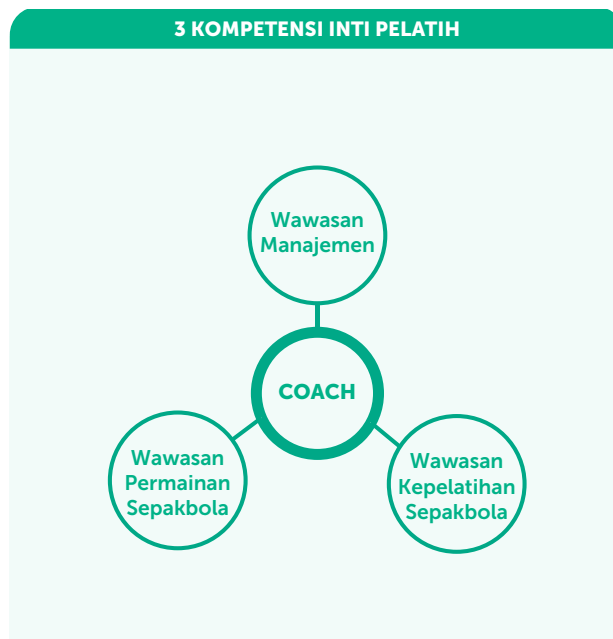 3 KOMPETENSI INTI PELATIH
Wawasan
Manajemen
COACH
Wawasan
Permainan
Sepakbola
Wawasan
Kepelatihan
Sepakbola